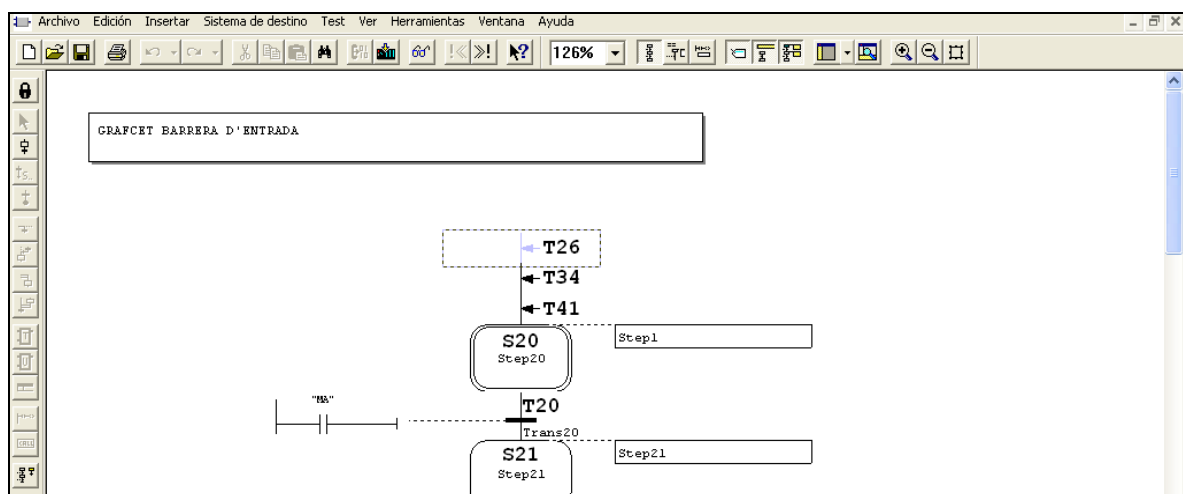 Archivo Edición Insertar Sistema de destino Test Ver Herramientas Ventana Ayuda
126%
GRAFCET BARRERA D'ENTRADA
T26
T34
T41
S20
Step20
Step1
"MA"
T20
Trans20
S21
Step21
Step21